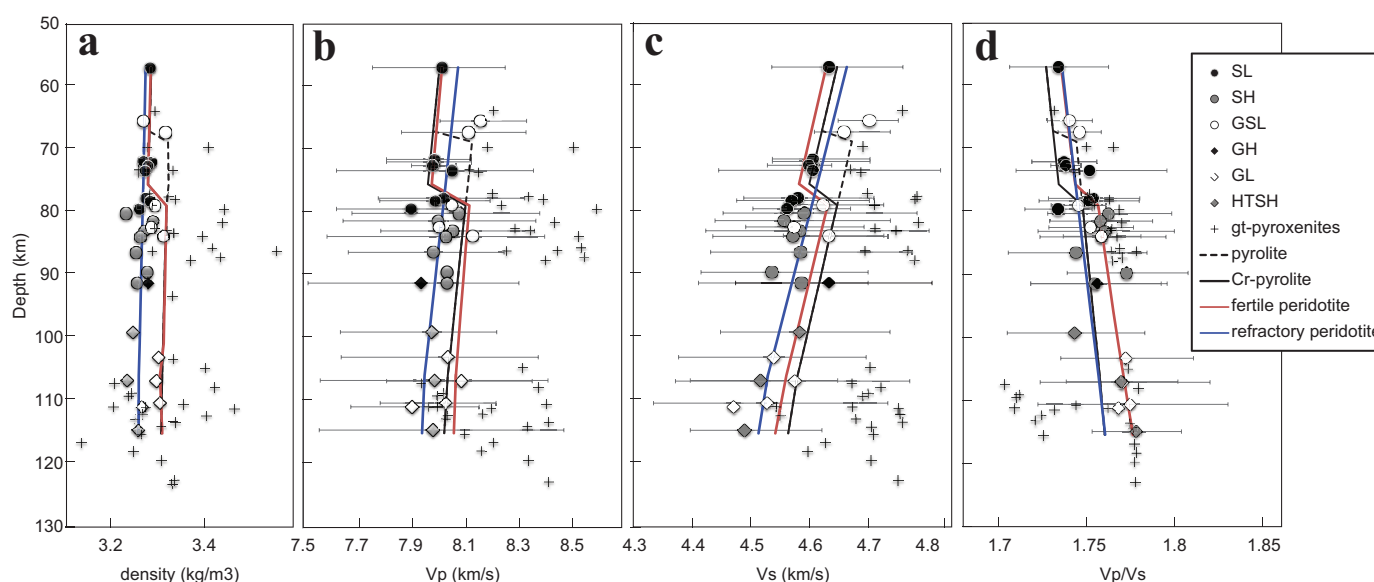 a
b
c
d
50
60
70
80
90
100
110
120
130
Depth (km)
3.2
3.4
density (kg/m3)
7.5
7.7
7.9
8.1
8.3
8.5
Vp (km/s)
4.3
4.4
4.5
4.6
4.7
4.8
Vs (km/s)
1.7
1.75
1.8
1.85
Vp/Vs
SL
SH
GSL
GH
GL
HTSH
gt-pyroxenites
pyrolite
Cr-pyrolite
fertile peridotite
refractory peridotite